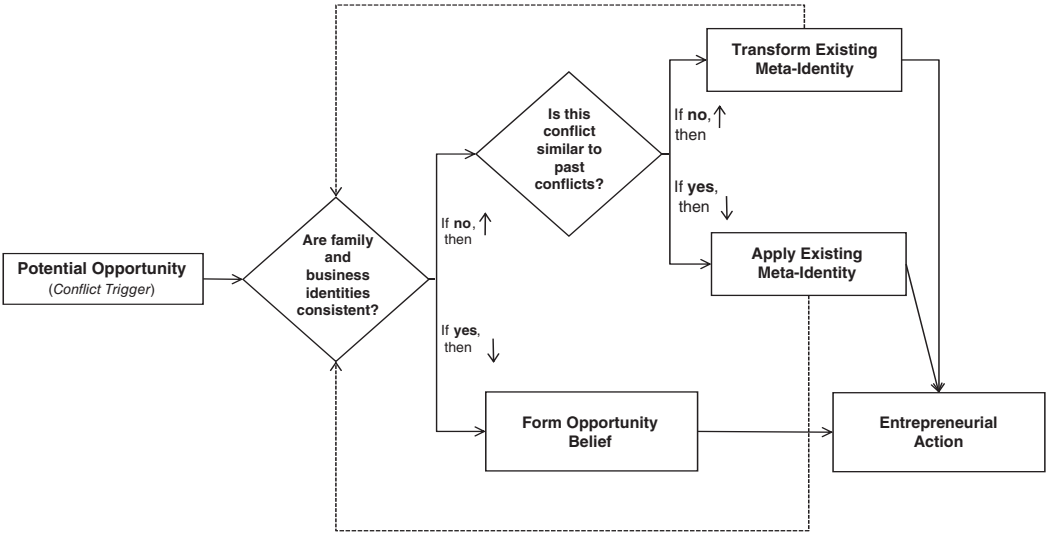 Potential Opportunity
(Conflict Trigger)
Are family
and
business
identities
consistent?
If no,
then
If yes,
then
Is this
conflict
similar to
past
conflicts?
If no,
then
If yes,
then
Transform Existing
Meta-Identity
Apply Existing
Meta-Identity
Form Opportunity
Belief
Entrepreneurial
Action